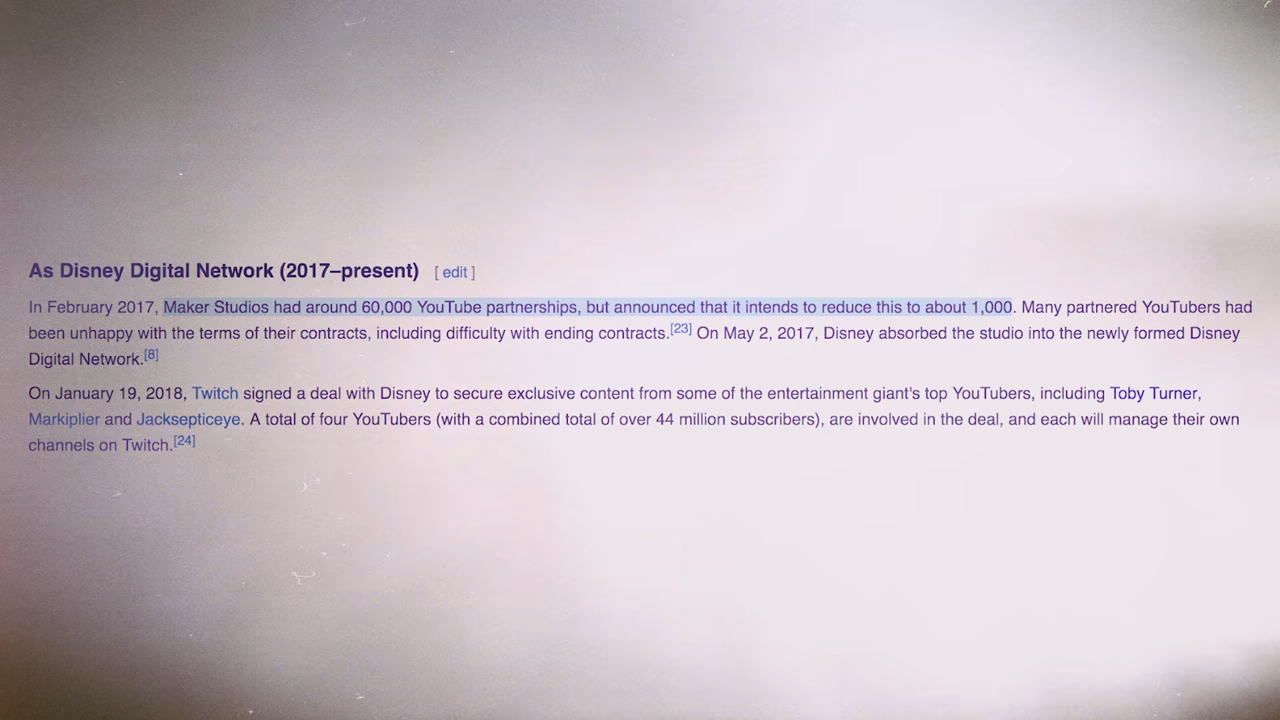 As Disney Digital Network (2017–present) [ edit ]
In February 2017, Maker Studios had around 60,000 YouTube partnerships, but announced that it intends to reduce this to about 1,000. Many partnered YouTubers had
been unhappy with the terms of their contracts, including difficulty with ending contracts.[23] On May 2, 2017, Disney absorbed the studio into the newly formed Disney
Digital Network.[8]
On January 19, 2018, Twitch signed a deal with Disney to secure exclusive content from some of the entertainment giant's top YouTubers, including Toby Turner,
Markiplier and Jacksepticeye. A total of four YouTubers (with a combined total of over 44 million subscribers), are involved in the deal, and each will manage their own
channels on Twitch.[24]